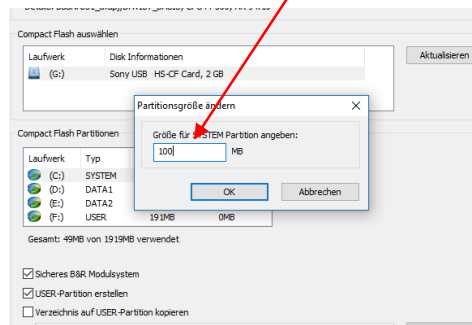 Compact Flash auswählen
Laufwerk Disk Informationen Aktualisieren
(G:) Sony USB HS-CF Card, 2 GB
Partitionsgröße ändern
Compact Flash Partitionen
Größe für SYSTEM Partition angeben:
Laufwerk Typ
100 MB
(C:) SYSTEM
(D:) DATA1
OK Abbrechen
(E:) DATA2
(F:) USER 191MB 0MB
Gesamt: 49MB von 1919MB verwendet
Sicheres B&R Modulsystem
USER-Partition erstellen
Verzeichnis auf USER-Partition kopieren